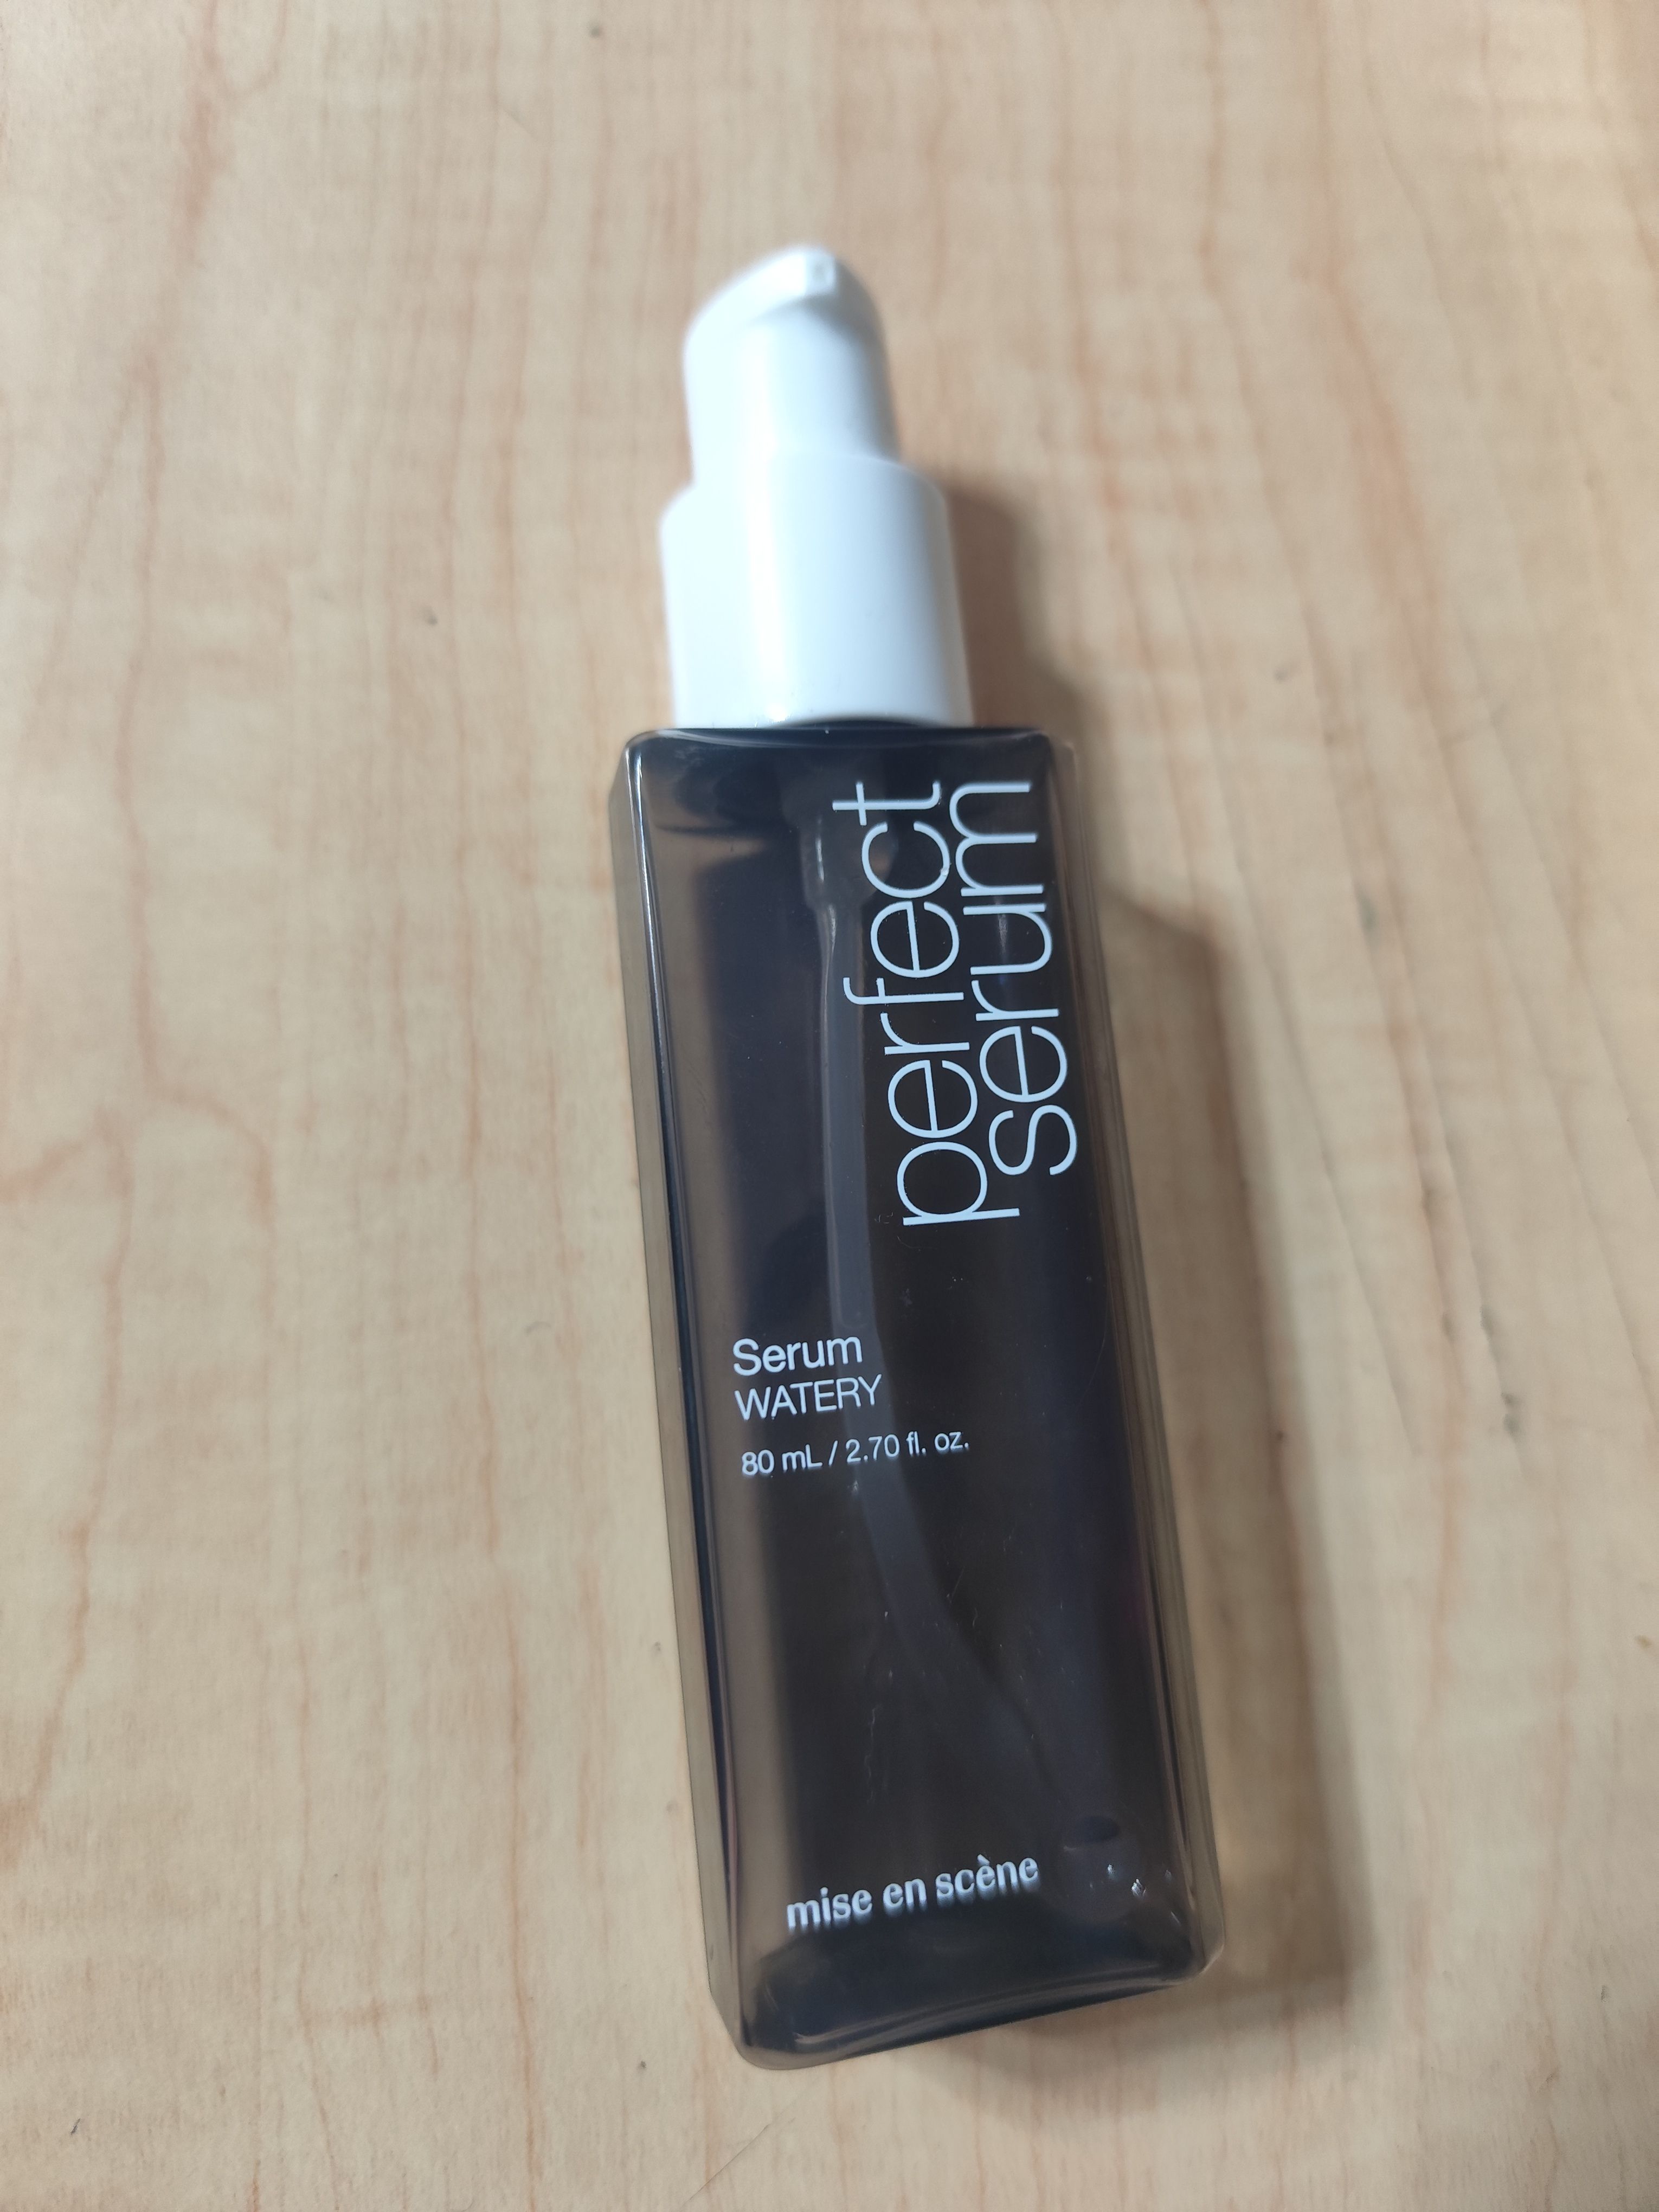 perfect
serum
Serum
WATERY
80 mL / 2.70 fl. oz.
mise en scène